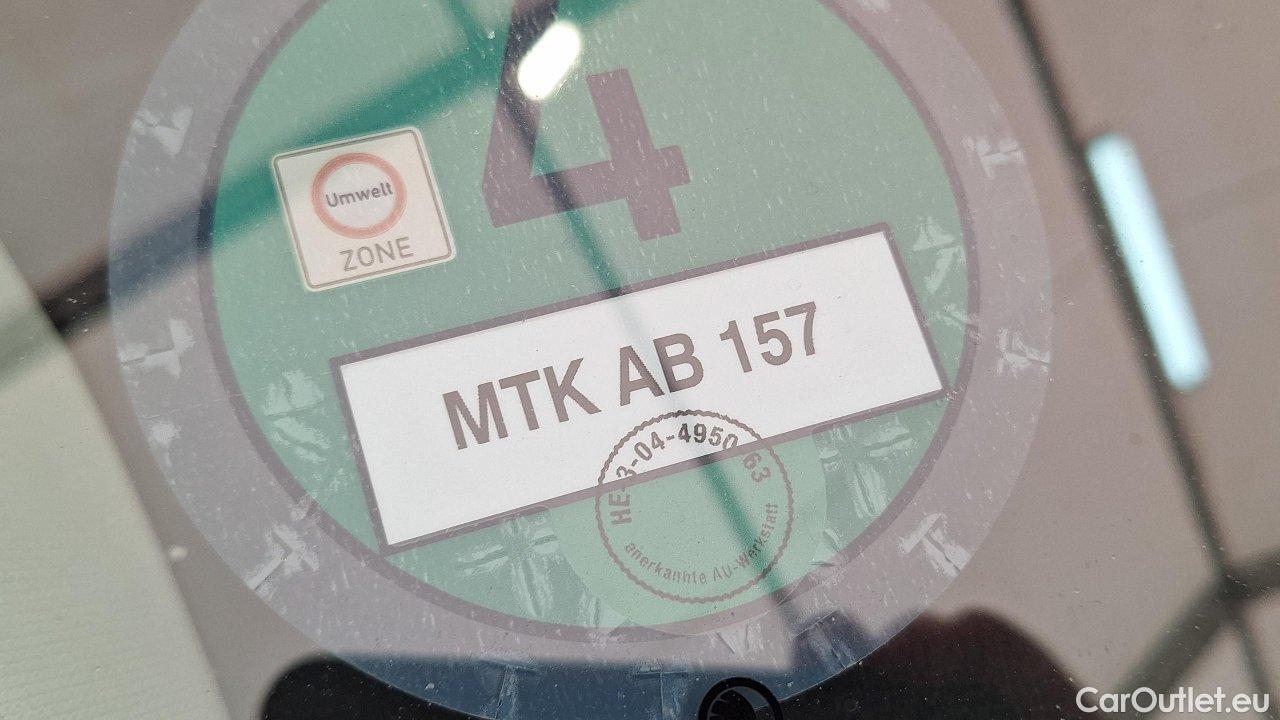 4
Umwelt
ZONE
MTK AB 157
anerkannte AU-Werkstatt
CarOutlet.eu